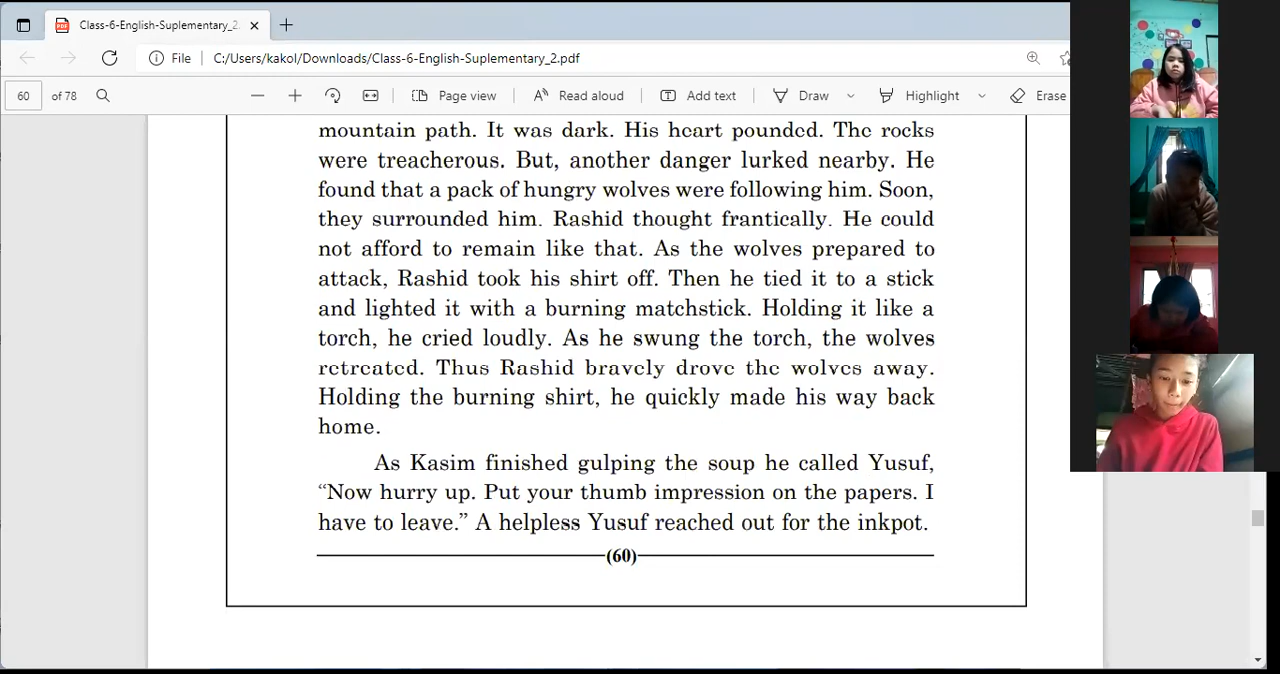 Class-6-English-Suplementary_2.
File C:/Users/kakol/Downloads/Class-6-English-Suplementary_2.pdf
60 of 78 Page view Read aloud Add text Draw Highlight Erase
mountain path. It was dark. His heart pounded. The rocks
were treacherous. But, another danger lurked nearby. He
found that a pack of hungry wolves were following him. Soon,
they surrounded him. Rashid thought frantically. He could
not afford to remain like that. As the wolves prepared to
attack, Rashid took his shirt off. Then he tied it to a stick
and lighted it with a burning matchstick. Holding it like a
torch, he cried loudly. As he swung the torch, the wolves
retreated. Thus Rashid bravely drove the wolves away.
Holding the burning shirt, he quickly made his way back
home.
As Kasim finished gulping the soup he called Yusuf,
“Now hurry up. Put your thumb impression on the papers. I
have to leave.” A helpless Yusuf reached out for the inkpot.
(60)